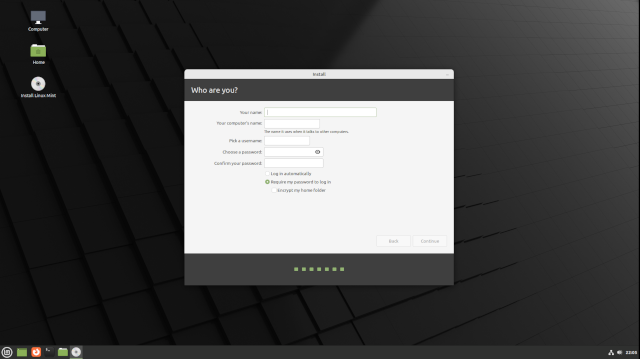 Computer
Home
Install Linux Mint
Install
Who are you?
Your name:
Your computer's name:
The name it uses when it talks to other computers.
Pick a username:
Choose a password:
Confirm your password:
Log in automatically
Require my password to log in
Encrypt my home folder
Back
Continue